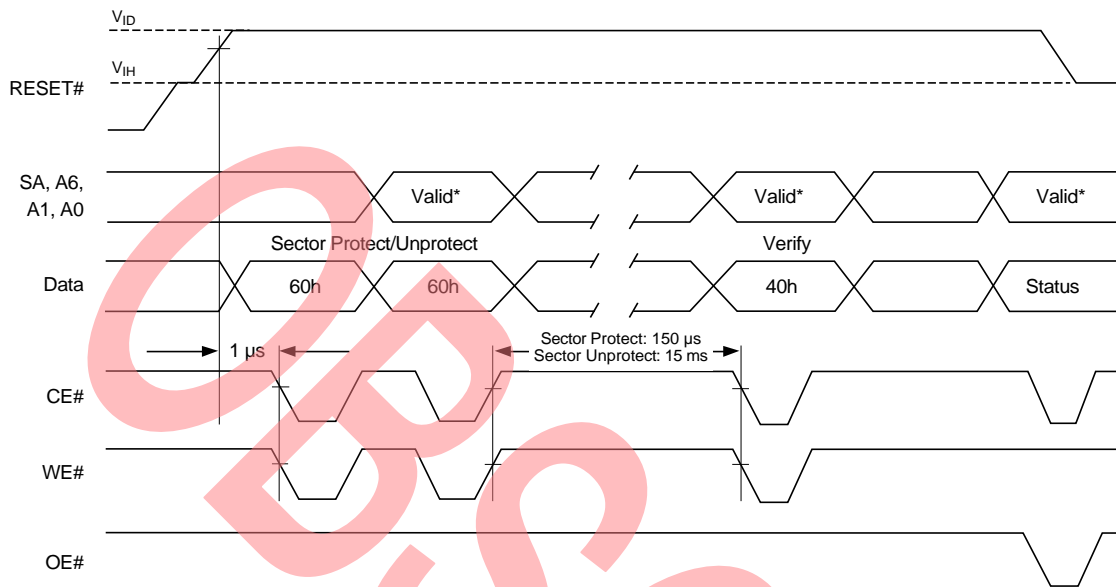 VID
VIH
RESET#
SA, A6,
A1, A0
Valid*
Valid*
Valid*
Sector Protect/Unprotect
Verify
Data
60h
60h
40h
Status
1 µs
Sector Protect: 150 µs
Sector Unprotect: 15 ms
CE#
WE#
OE#